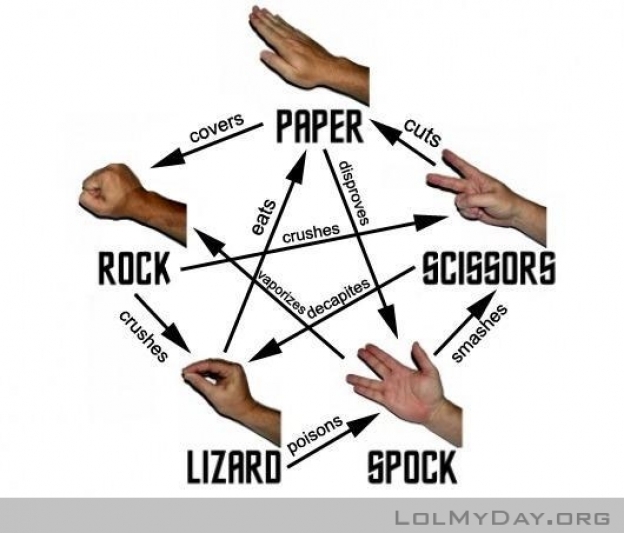 covers
PAPER
cuts
ROCK
eats
disproves
crushes
SCISSORS
crushes
vaporizes
decapites
smashes
LIZARD
poisons
SPOCK
LOLMYDAY.ORG